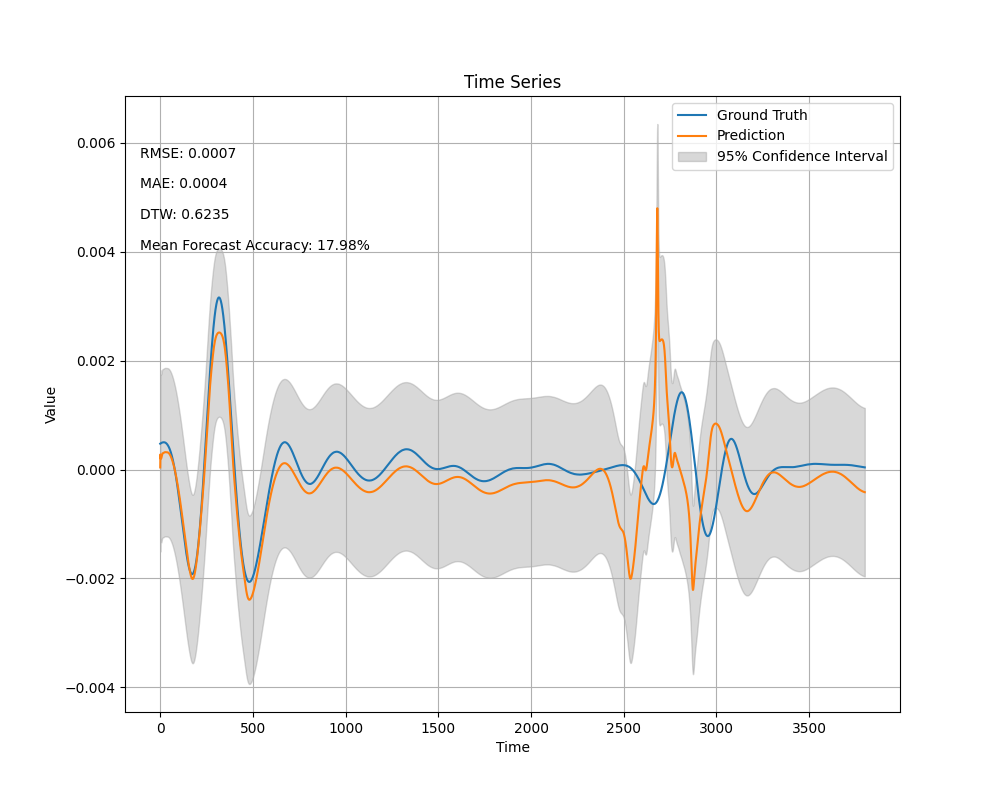 Time Series
Ground Truth
Prediction
95% Confidence Interval
RMSE: 0.0007
MAE: 0.0004
DTW: 0.6235
Mean Forecast Accuracy: 17.98%
Value
0.006
0.004
0.002
0.000
−0.002
−0.004
0 500 1000 1500 2000 2500 3000 3500
Time